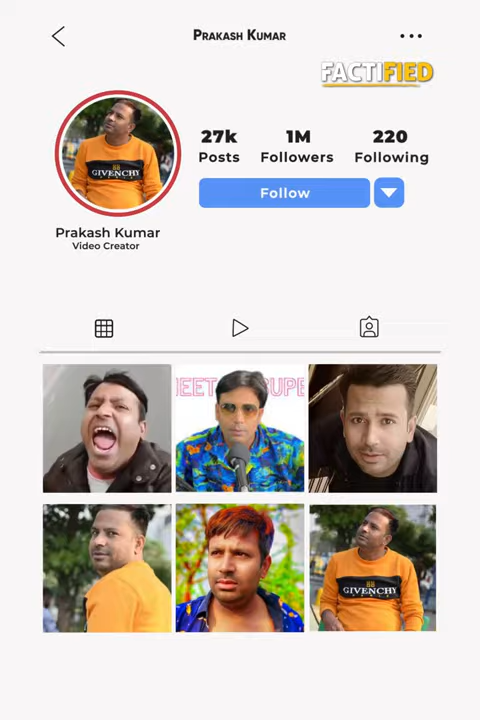 Prakash Kumar
FACTIFIED
27k 1M 220
Posts Followers Following
Follow
Prakash Kumar
Video Creator
GIVENCHY
GIVENCHY